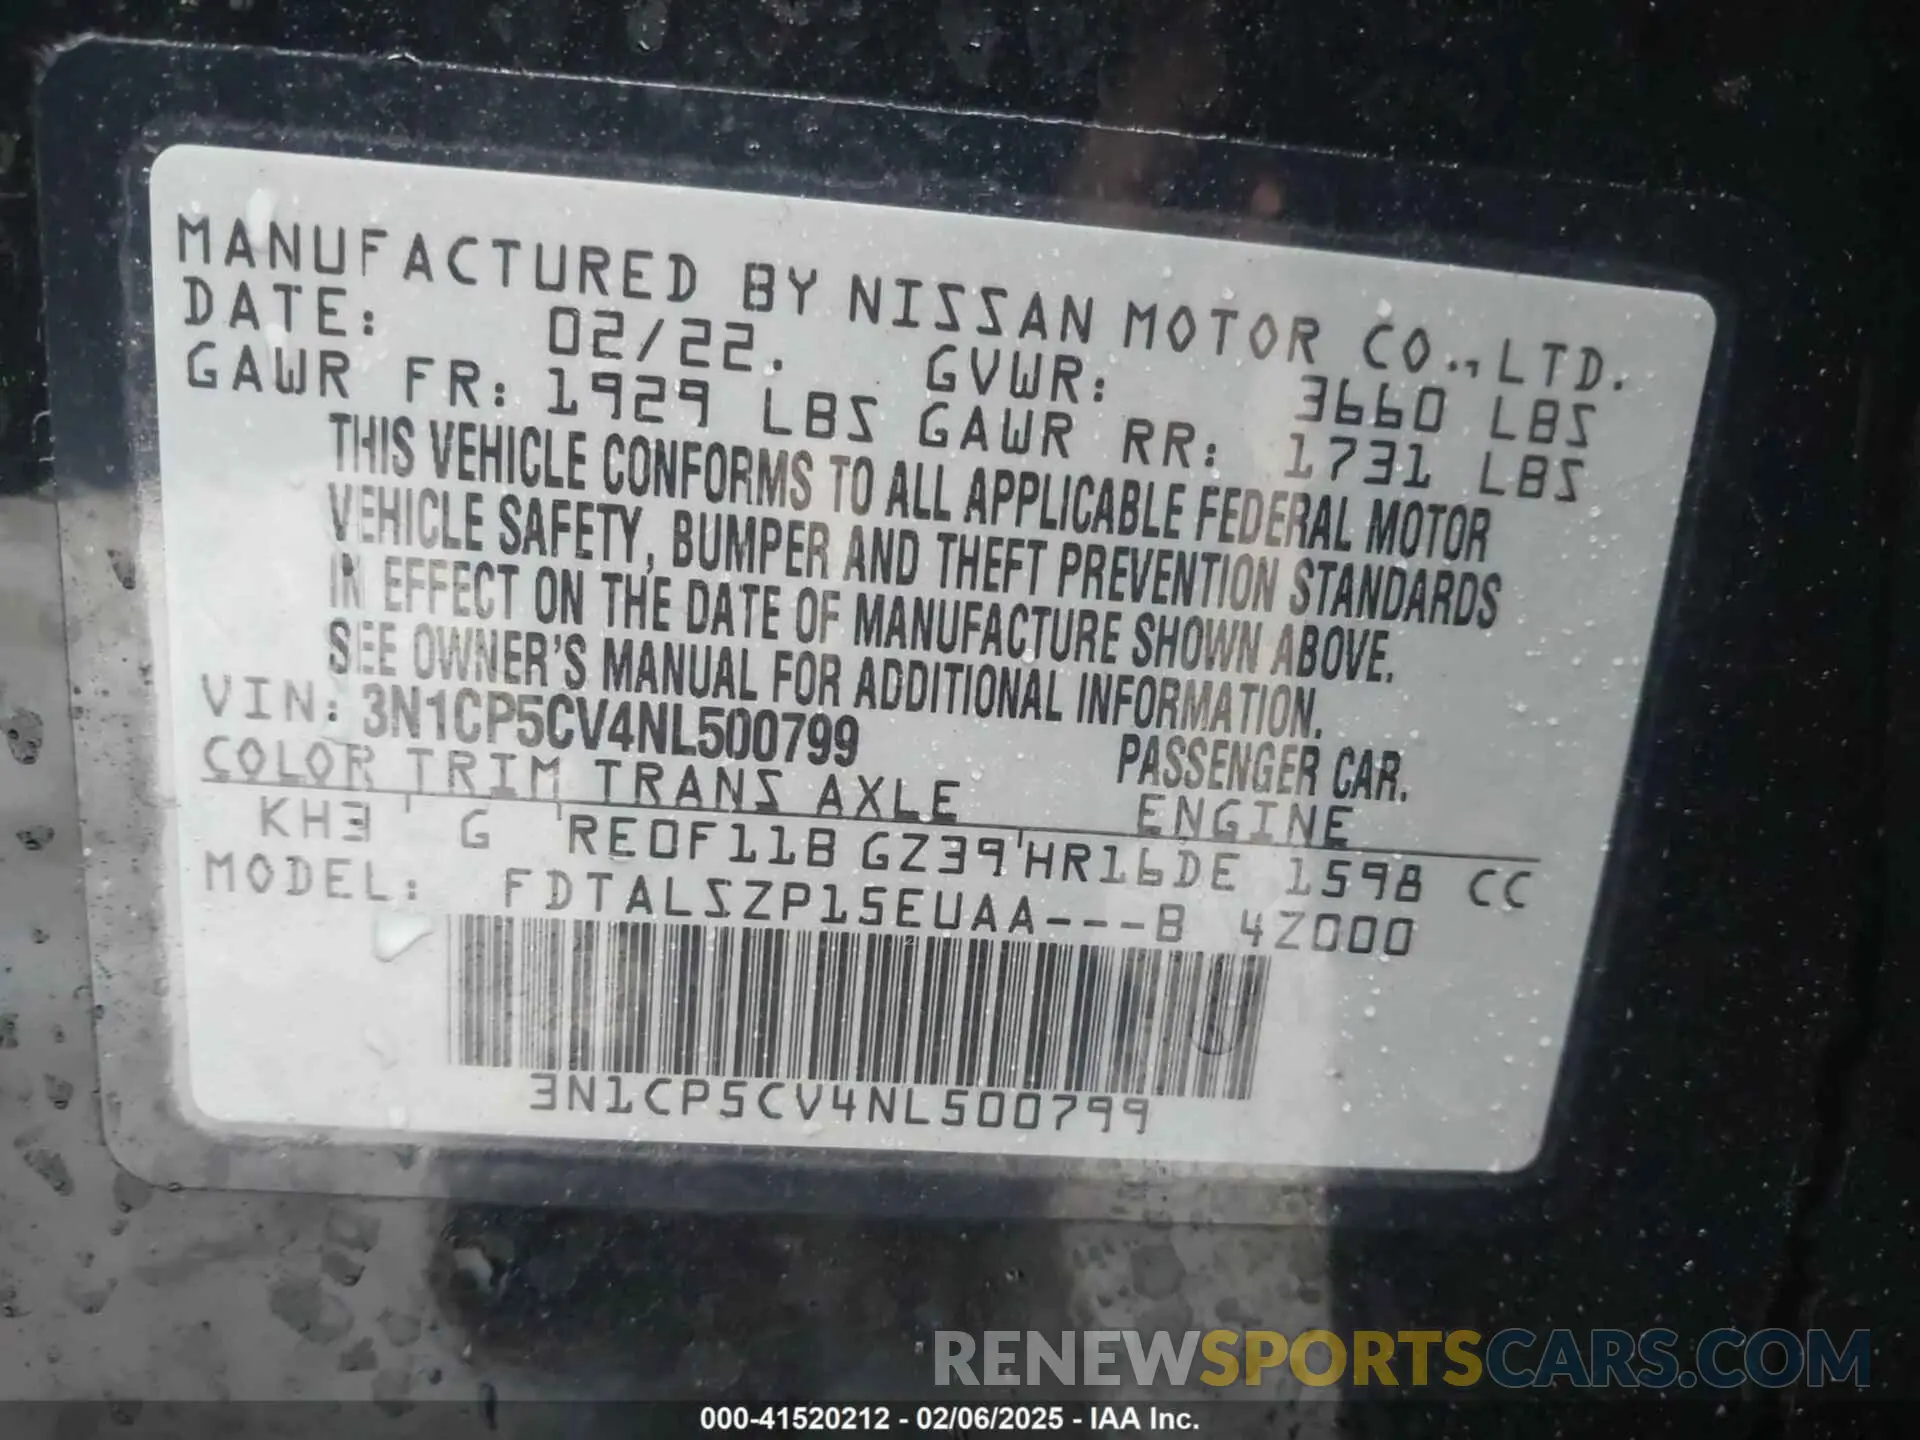 MANUFACTURED BY NISSAN MOTOR CO., LTD.
DATE: 02/22. GVWR: 3660 LBS
GAWR FR: 1929 LBS GAWR RR: 1731 LBS
THIS VEHICLE CONFORMS TO ALL APPLICABLE FEDERAL MOTOR
VEHICLE SAFETY, BUMPER AND THEFT PREVENTION STANDARDS
IN EFFECT ON THE DATE OF MANUFACTURE SHOWN ABOVE.
SEE OWNER'S MANUAL FOR ADDITIONAL INFORMATION.
VIN: 3N1CP5CV4NL500799 PASSENGER CAR.
COLOR TRIM TRANS AXLE ENGINE
KH3 G RE0F11B GZ39 HR16DE 1598 CC
MODEL: FDTALSZP15EUAA---B 4Z000
3N1CP5CV4NL500799
RENEWSPORTSCARS.COM
000-41520212 - 02/06/2025 - IAA Inc.